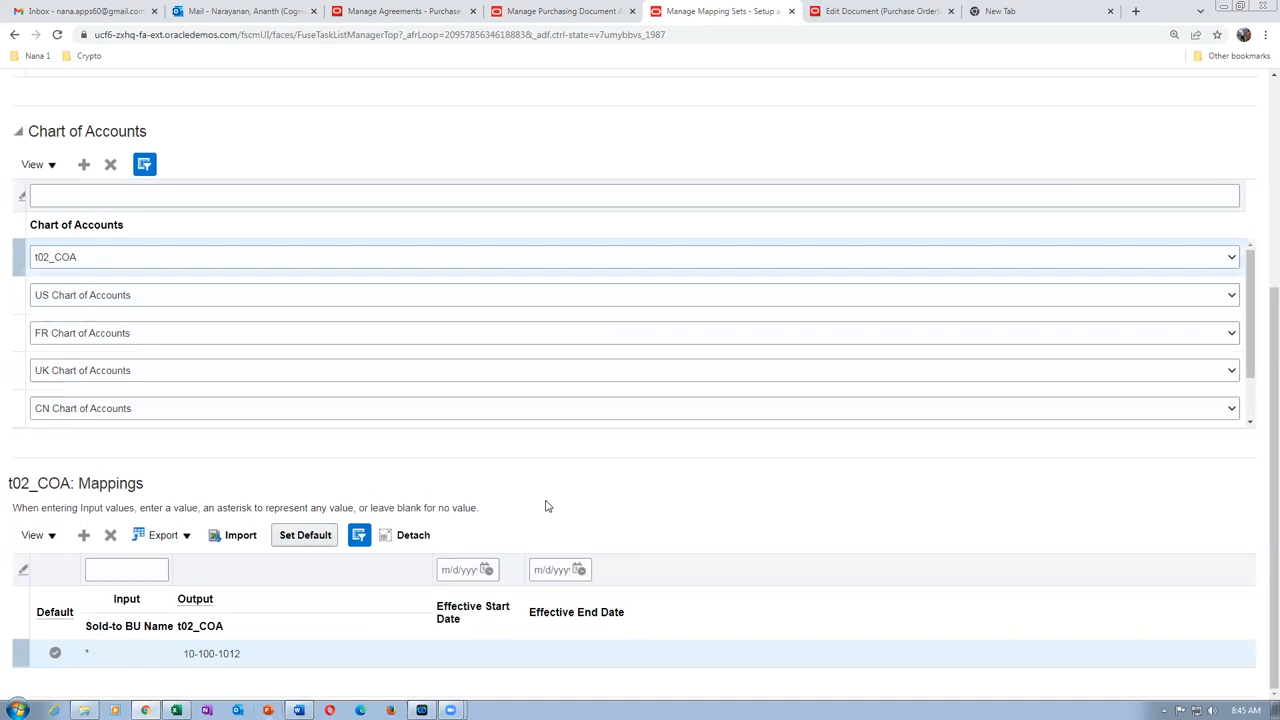 Inbox - nana.apps60@gmail.com
Mail - Narayanan, Ananth (Cogn
Manage Agreements - Purchase
Manage Purchasing Document A
Manage Mapping Sets - Setup a
Edit Document (Purchase Order)
New Tab
ucf6-zxhq-fa-ext.oracledemos.com/fscmUI/faces/FuseTaskListManagerTop?_afrLoop=20957856346188838&_adf.ctrl-state=v7umybbvs_1987
Nana 1
Crypto
Other bookmarks
Chart of Accounts
View
Chart of Accounts
t02_COA
US Chart of Accounts
FR Chart of Accounts
UK Chart of Accounts
CN Chart of Accounts
t02_COA: Mappings
When entering Input values, enter a value, an asterisk to represent any value, or leave blank for no value.
View
Export
Import
Set Default
Detach
m/d/yyy
m/d/yyy
Default
Input
Output
Effective Start Date
Effective End Date
Sold-to BU Name
t02_COA
*
10-100-1012
8:45 AM